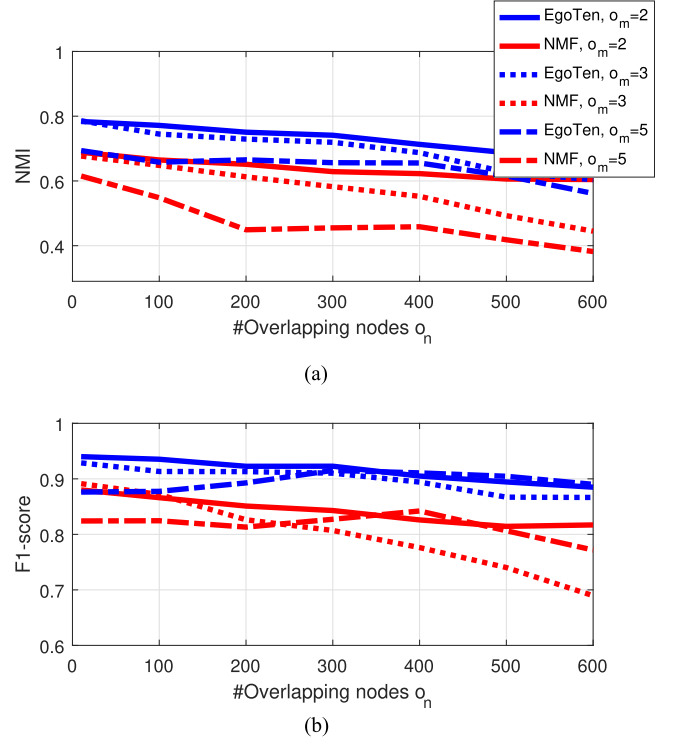 EgoTen, o_m=2
NMF, o_m=2
EgoTen, o_m=3
NMF, o_m=3
EgoTen, o_m=5
NMF, o_m=5
1
0.8
0.6
0.4
NMI
0 100 200 300 400 500 600
#Overlapping nodes o_n
(a)
1
0.9
0.8
0.7
0.6
F1-score
0 100 200 300 400 500 600
#Overlapping nodes o_n
(b)